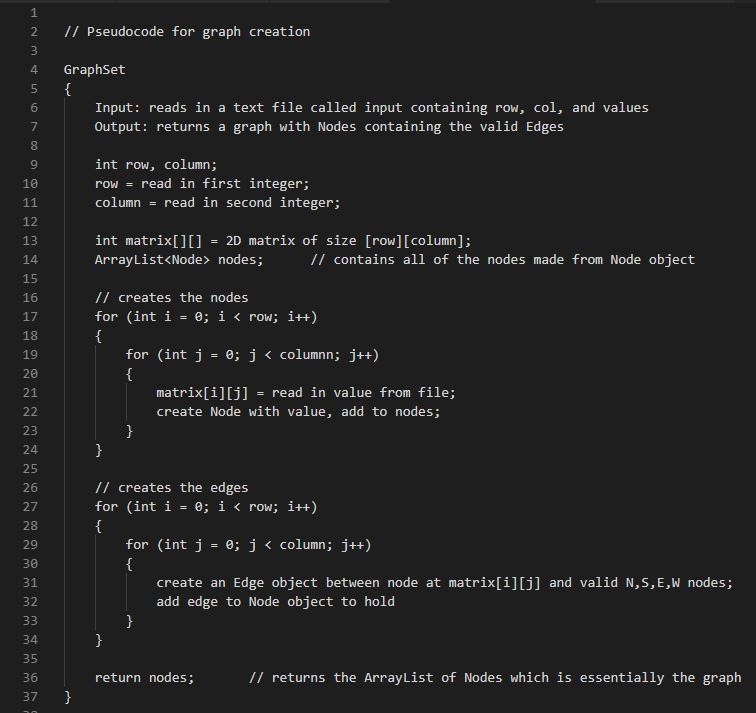 1
2 // Pseudocode for graph creation
3
4 GraphSet
5 {
6 Input: reads in a text file called input containing row, col, and values
7 Output: returns a graph with Nodes containing the valid Edges
8
9 int row, column;
10 row = read in first integer;
11 column = read in second integer;
12
13 int matrix[][] = 2D matrix of size [row][column];
14 ArrayList<Node> nodes; // contains all of the nodes made from Node object
15
16 // creates the nodes
17 for (int i = 0; i < row; i++)
18 {
19 for (int j = 0; j < columnn; j++)
20 {
21 matrix[i][j] = read in value from file;
22 create Node with value, add to nodes;
23 }
24 }
25
26 // creates the edges
27 for (int i = 0; i < row; i++)
28 {
29 for (int j = 0; j < column; j++)
30 {
31 create an Edge object between node at matrix[i][j] and valid N,S,E,W nodes;
32 add edge to Node object to hold
33 }
34 }
35
36 return nodes; // returns the ArrayList of Nodes which is essentially the graph
37 }